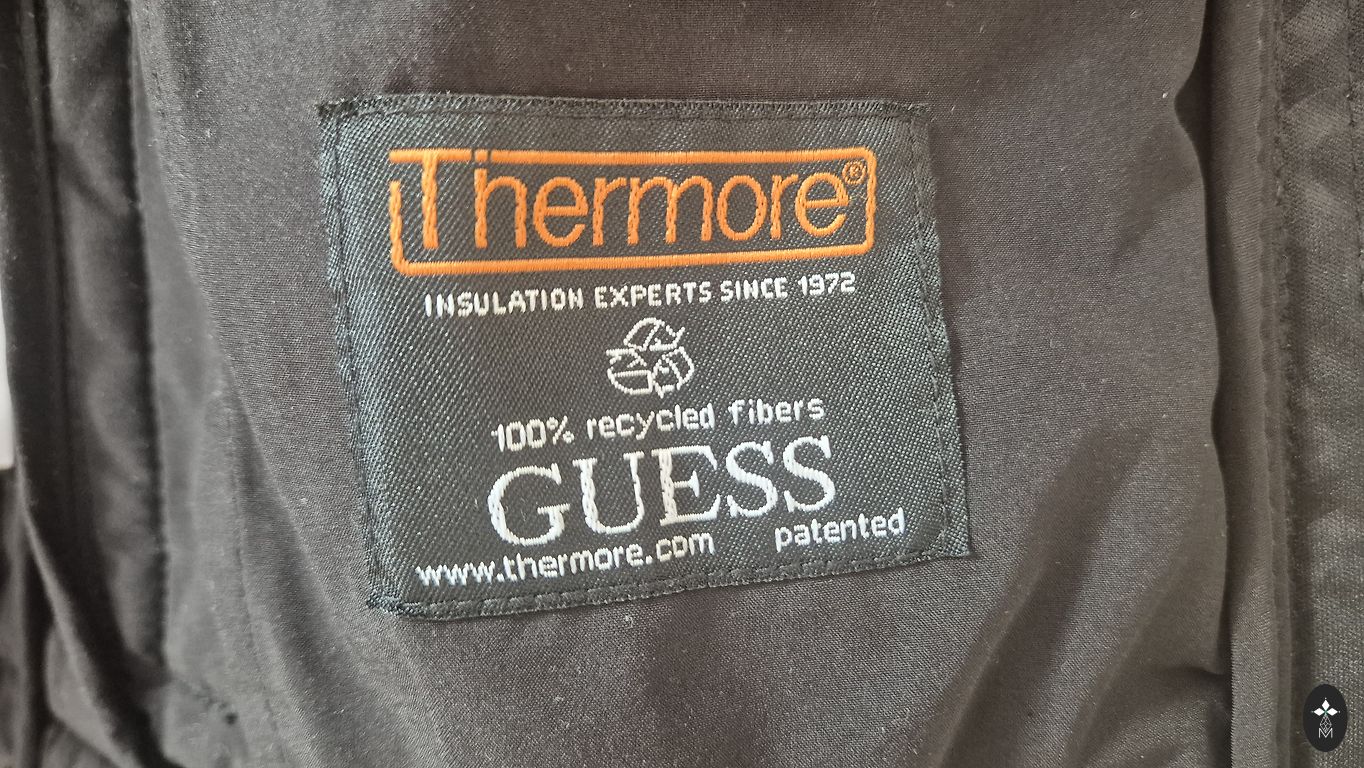 Thermore®
INSULATION EXPERTS SINCE 1972
100% recycled fibers
GUESS
www.thermore.com patented
M